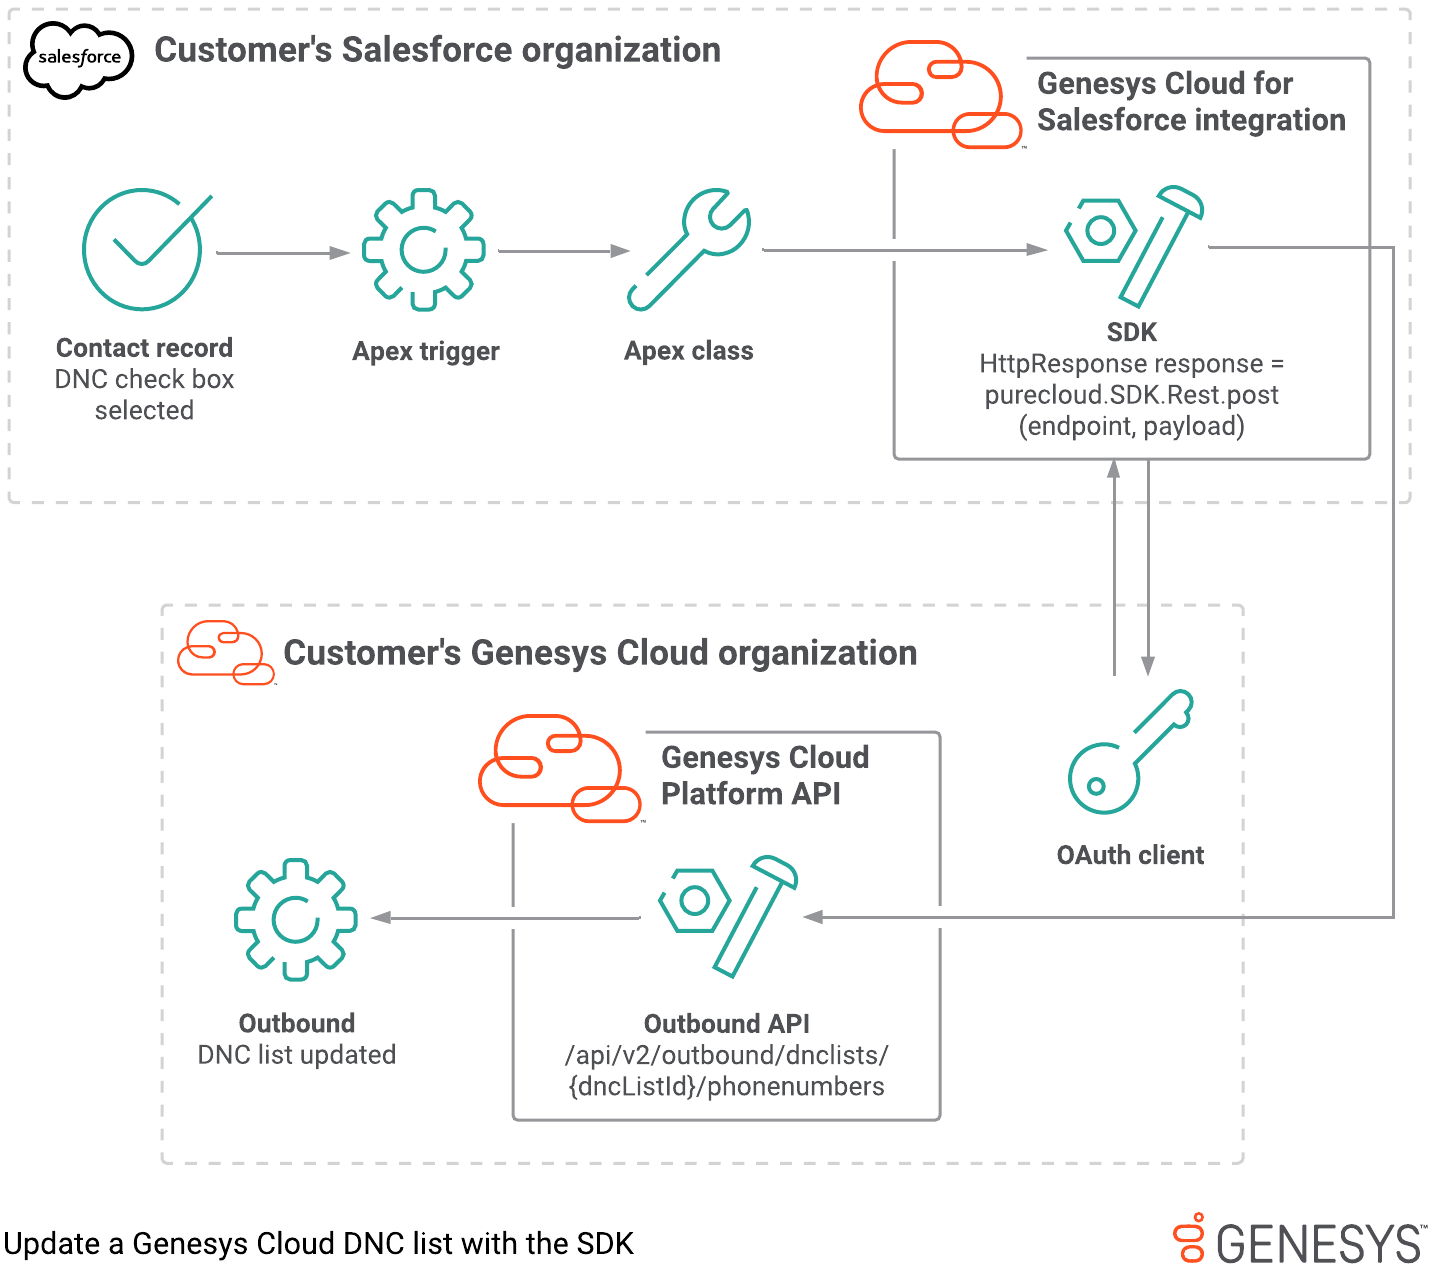 salesforce
Customer's Salesforce organization
Genesys Cloud for
Salesforce integration
Contact record
DNC check box
selected
Apex trigger
Apex class
SDK
HttpResponse response =
purecloud.SDK.Rest.post
(endpoint, payload)
Customer's Genesys Cloud organization
Genesys Cloud
Platform API
OAuth client
Outbound
DNC list updated
Outbound API
/api/v2/outbound/dnclists/
{dncListId}/phonenumbers
Update a Genesys Cloud DNC list with the SDK
GENESYS™